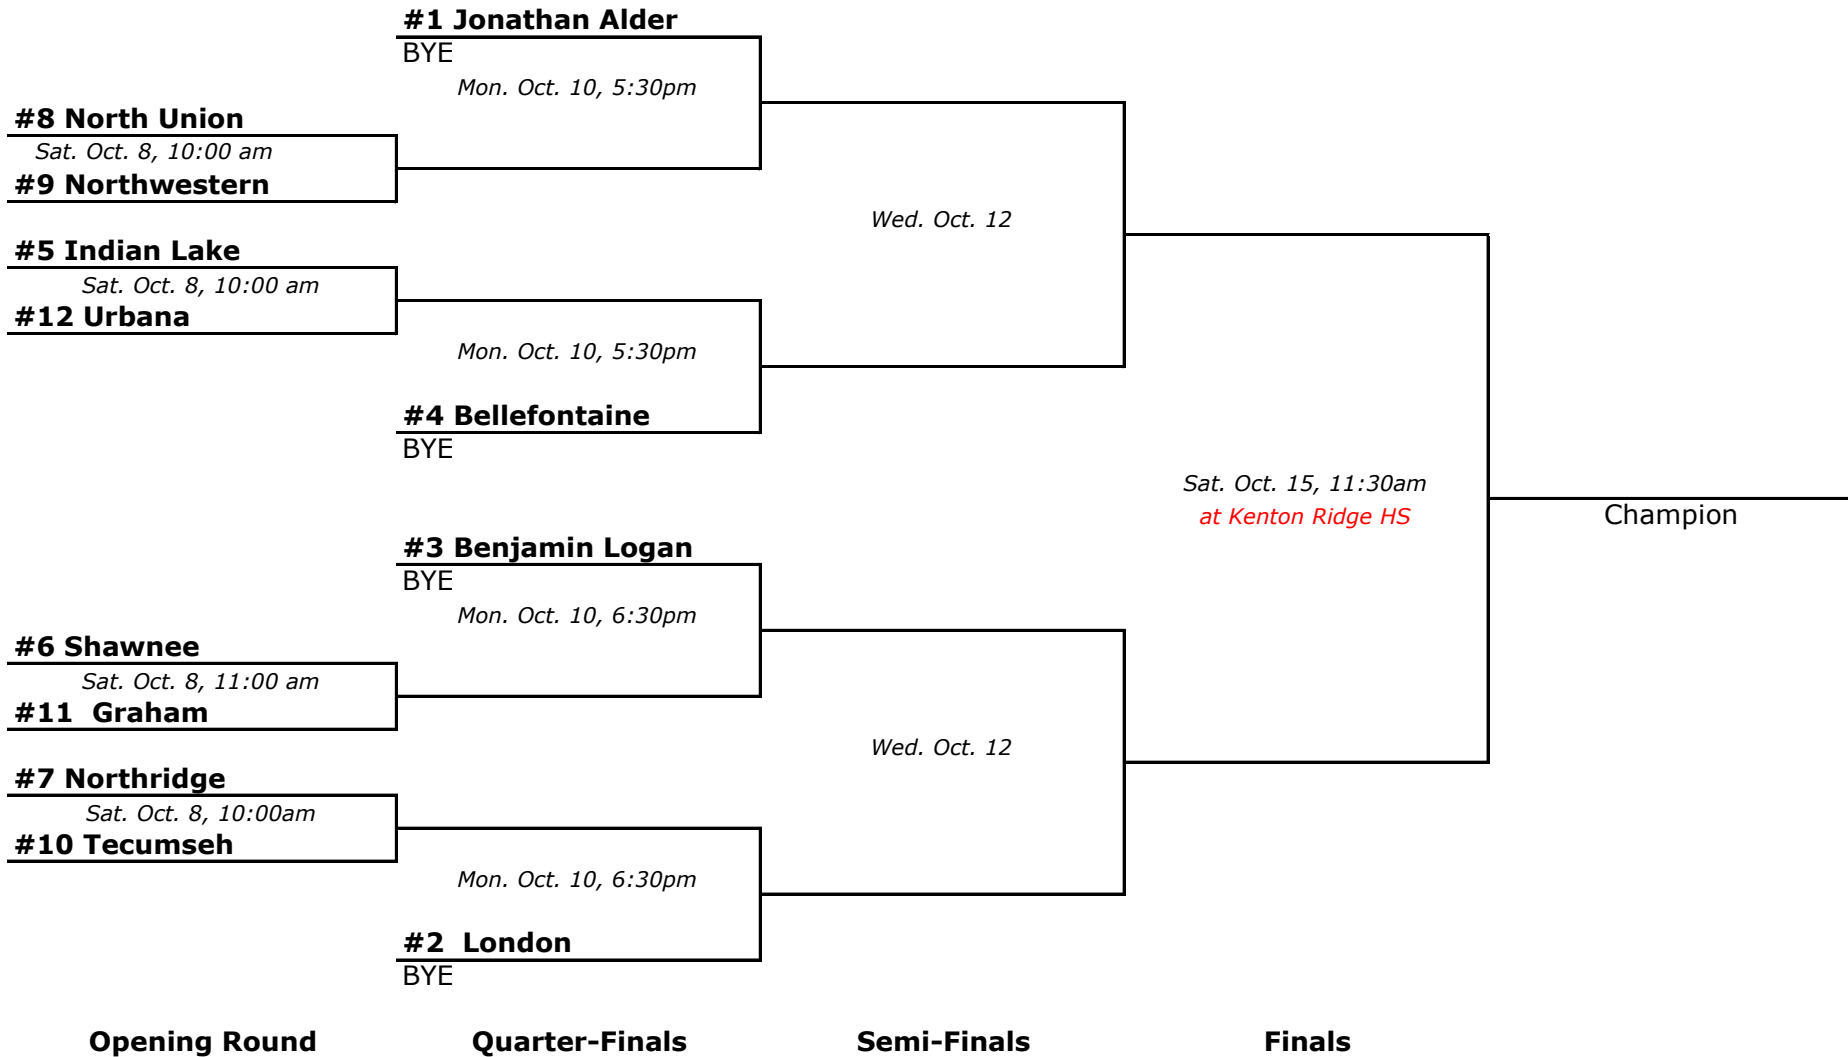 #1 Jonathan Alder
BYE
Mon. Oct. 10, 5:30pm
#8 North Union
Sat. Oct. 8, 10:00 am
#9 Northwestern
Wed. Oct. 12
#5 Indian Lake
Sat. Oct. 8, 10:00 am
#12 Urbana
Mon. Oct. 10, 5:30pm
#4 Bellefontaine
BYE
Sat. Oct. 15, 11:30am
at Kenton Ridge HS
Champion
#3 Benjamin Logan
BYE
Mon. Oct. 10, 6:30pm
#6 Shawnee
Sat. Oct. 8, 11:00 am
#11  Graham
Wed. Oct. 12
#7 Northridge
Sat. Oct. 8, 10:00am
#10 Tecumseh
Mon. Oct. 10, 6:30pm
#2  London
BYE
Opening Round Quarter-Finals Semi-Finals Finals